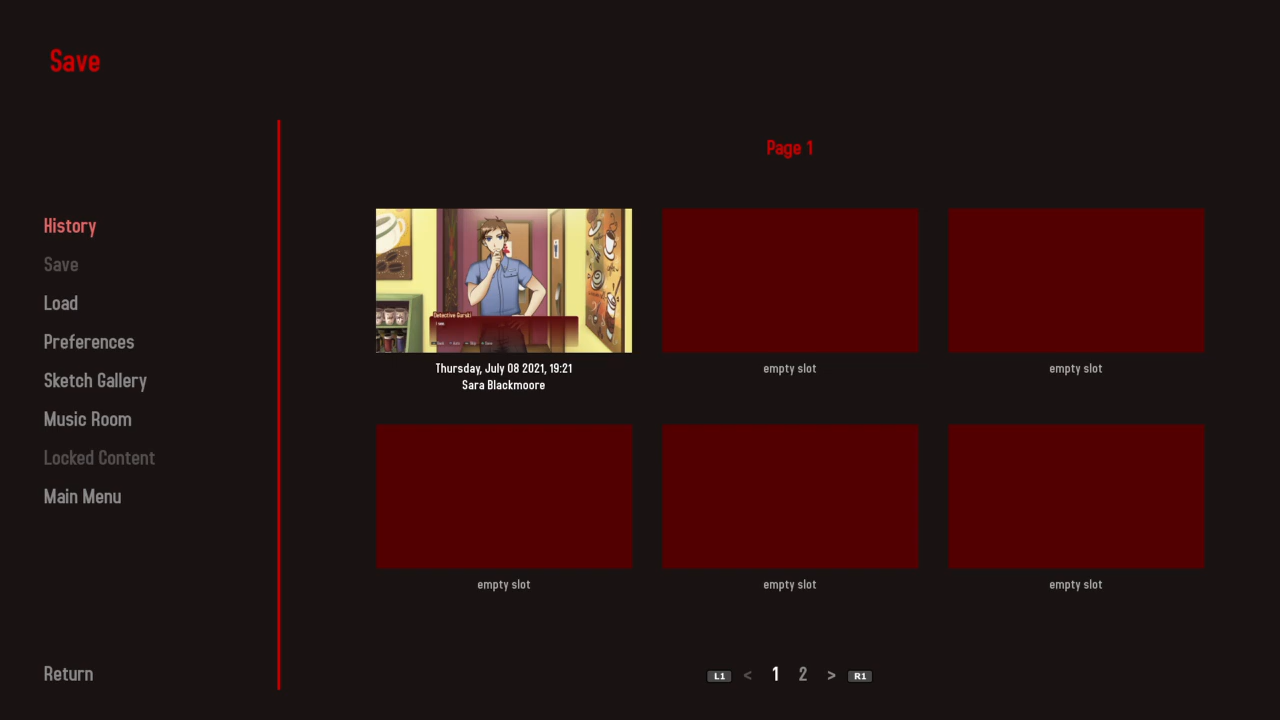 Save
Page 1
History
Save
Load
Preferences
Sketch Gallery
Music Room
Locked Content
Main Menu
Return
Thursday, July 08 2021, 19:21
Sara Blackmoore
empty slot
empty slot
empty slot
empty slot
empty slot
L1 < 1 2 > R1